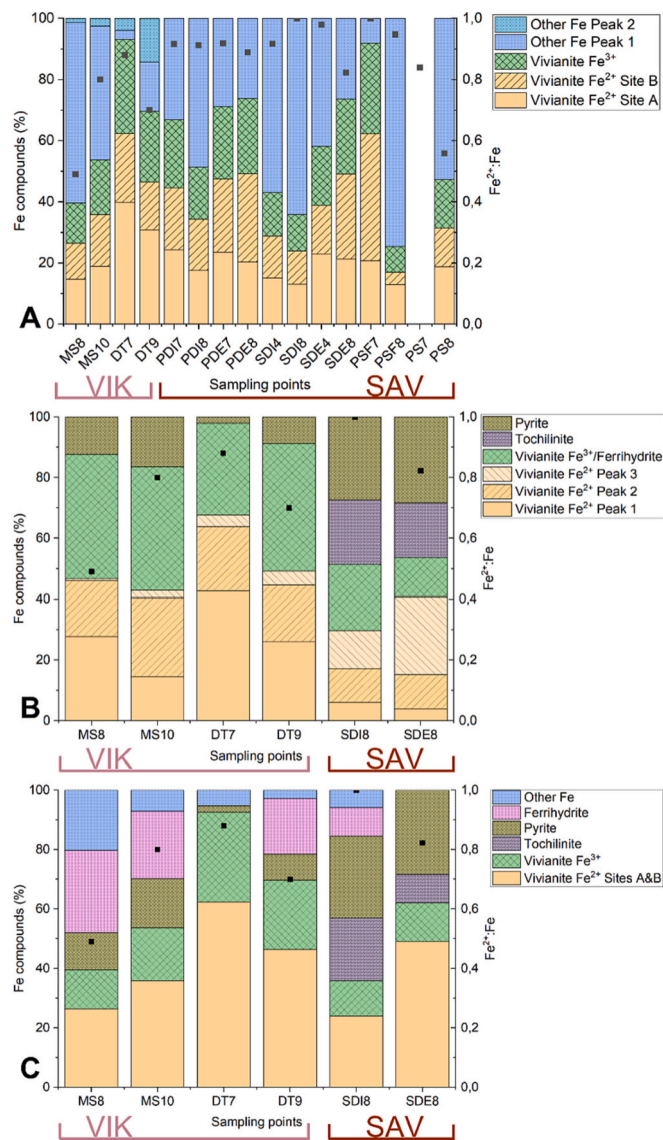 Other Fe Peak 2
Other Fe Peak 1
Vivianite Fe³⁺
Vivianite Fe²⁺ Site B
Vivianite Fe²⁺ Site A
Fe compounds (%)
100
80
60
40
20
0
1,0
0,8
0,6
0,4
0,2
0,0
Fe²⁺:Fe
A
MS8 MS10 DT7 DT9 PDI7 PDI8 PDE7 PDE8 SDI4 SDI8 SDE4 SDE8 PSF7 PSF8 PS7 PS8
VIK Sampling points SAV
Pyrite
Tochilinite
Vivianite Fe³⁺/Ferrihydrite
Vivianite Fe²⁺ Peak 3
Vivianite Fe²⁺ Peak 2
Vivianite Fe²⁺ Peak 1
Fe compounds (%)
100
80
60
40
20
0
1,0
0,8
0,6
0,4
0,2
0,0
Fe²⁺:Fe
B
MS8 MS10 DT7 DT9 SDI8 SDE8
VIK Sampling points SAV
Other Fe
Ferrihydrite
Pyrite
Tochilinite
Vivianite Fe³⁺
Vivianite Fe²⁺ Sites A&B
Fe compounds (%)
100
80
60
40
20
0
1,0
0,8
0,6
0,4
0,2
0,0
Fe²⁺:Fe
C
MS8 MS10 DT7 DT9 SDI8 SDE8
VIK Sampling points SAV